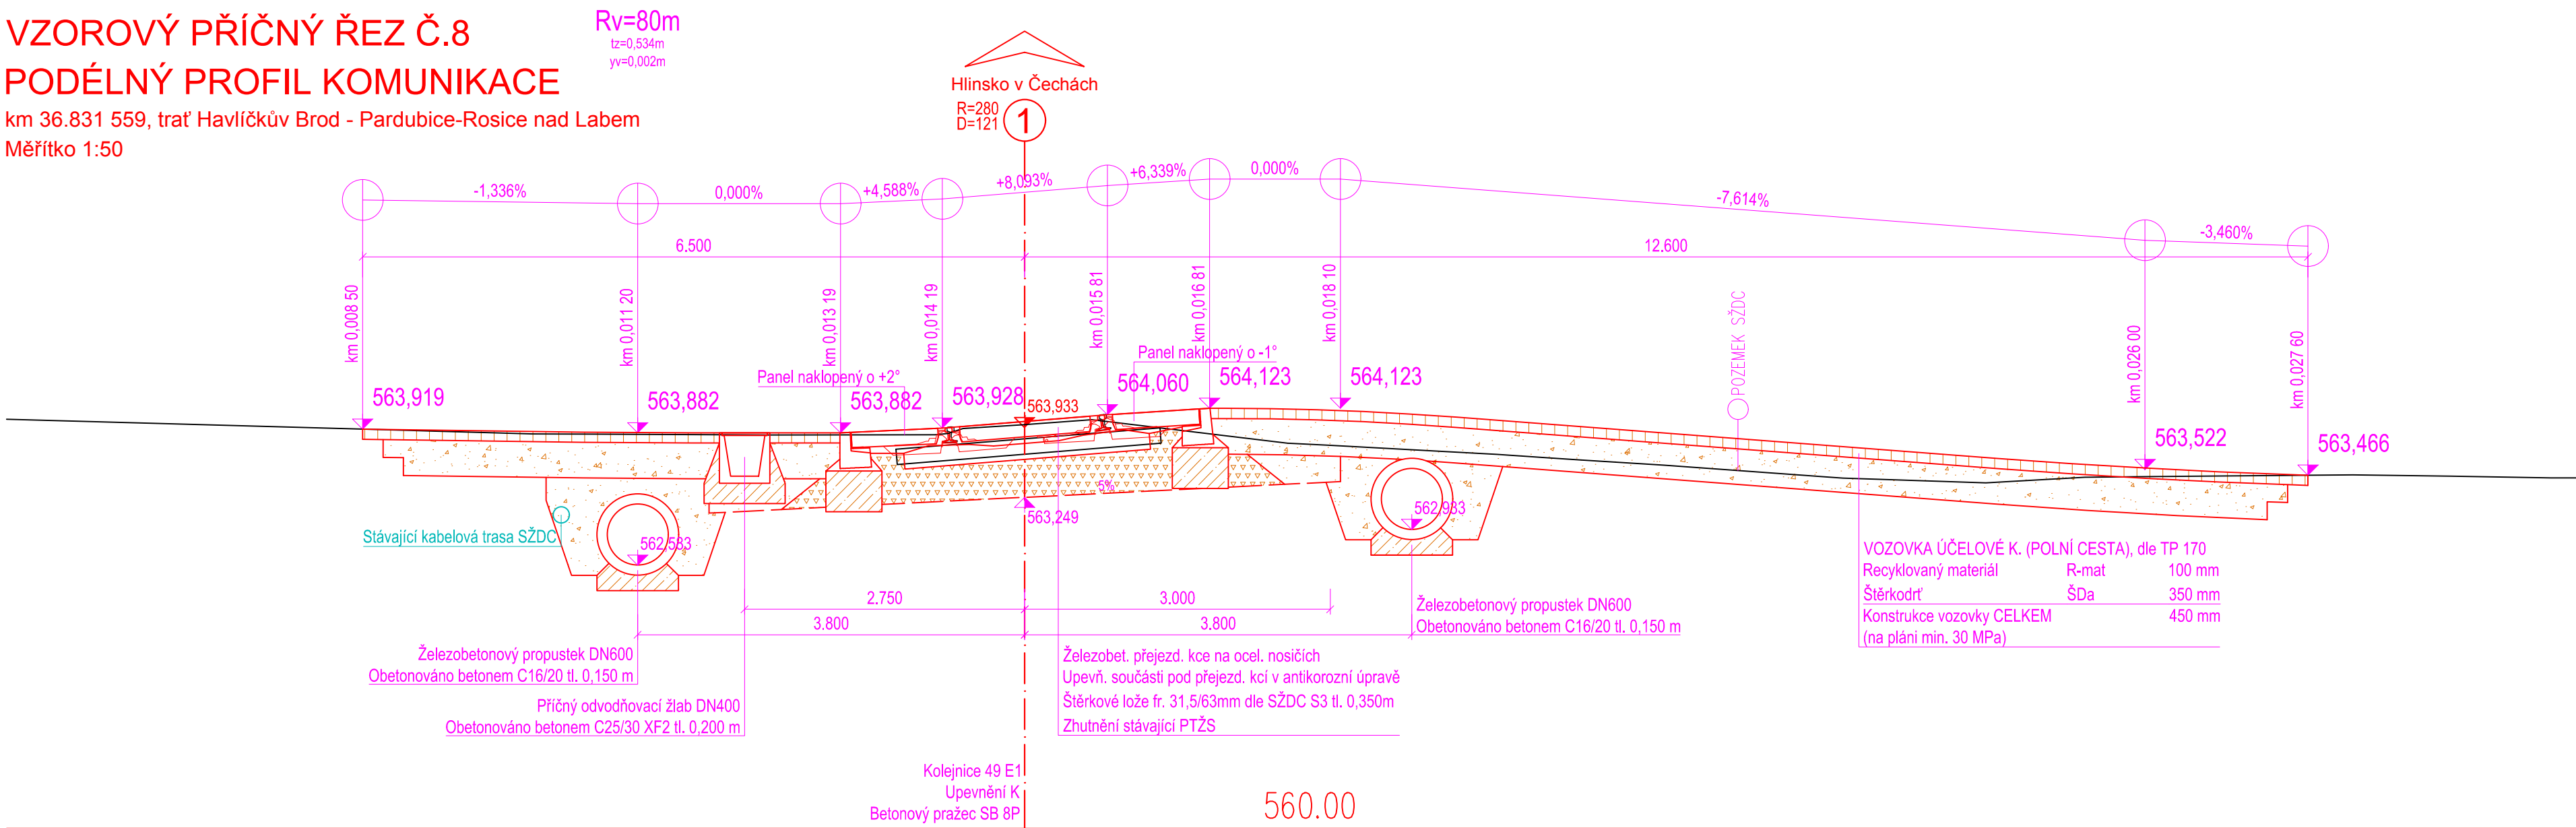 VZOROVÝ PŘÍČNÝ ŘEZ Č.8
PODÉLNÝ PROFIL KOMUNIKACE
km 36.831 559, trať Havlíčkův Brod - Pardubice-Rosice nad Labem
Měřítko 1:50
Rv=80m
tz=0,534m
yv=0,002m
Hlinsko v Čechách
R=280
D=121
1
-1,336%
0,000%
+4,588%
+8,093%
+6,339%
0,000%
-7,614%
-3,460%
6.500
12.600
km 0,008 50
km 0,011 20
km 0,013 19
km 0,014 19
km 0,015 81
km 0,016 81
km 0,018 10
POZEMEK SŽDC
km 0,026 00
km 0,027 60
Panel naklopený o +2°
Panel naklopený o -1°
563,919
563,882
563,882
563,928
563,933
564,060
564,123
564,123
563,522
563,466
5%
563,249
562,583
562,933
Stávající kabelová trasa SŽDC
2.750
3.000
3.800
3.800
Železobetonový propustek DN600
Obetonováno betonem C16/20 tl. 0,150 m
Příčný odvodňovací žlab DN400
Obetonováno betonem C25/30 XF2 tl. 0,200 m
Železobet. přejezd. kce na ocel. nosičích
Upevň. součásti pod přejezd. kcí v antikorozní úpravě
Štěrkové lože fr. 31,5/63mm dle SŽDC S3 tl. 0,350m
Zhutnění stávající PTŽS
Železobetonový propustek DN600
Obetonováno betonem C16/20 tl. 0,150 m
VOZOVKA ÚČELOVÉ K. (POLNÍ CESTA), dle TP 170
Recyklovaný materiál R-mat 100 mm
Štěrkodrť ŠDa 350 mm
Konstrukce vozovky CELKEM 450 mm
(na pláni min. 30 MPa)
Kolejnice 49 E1
Upevnění K
Betonový pražec SB 8P
560.00